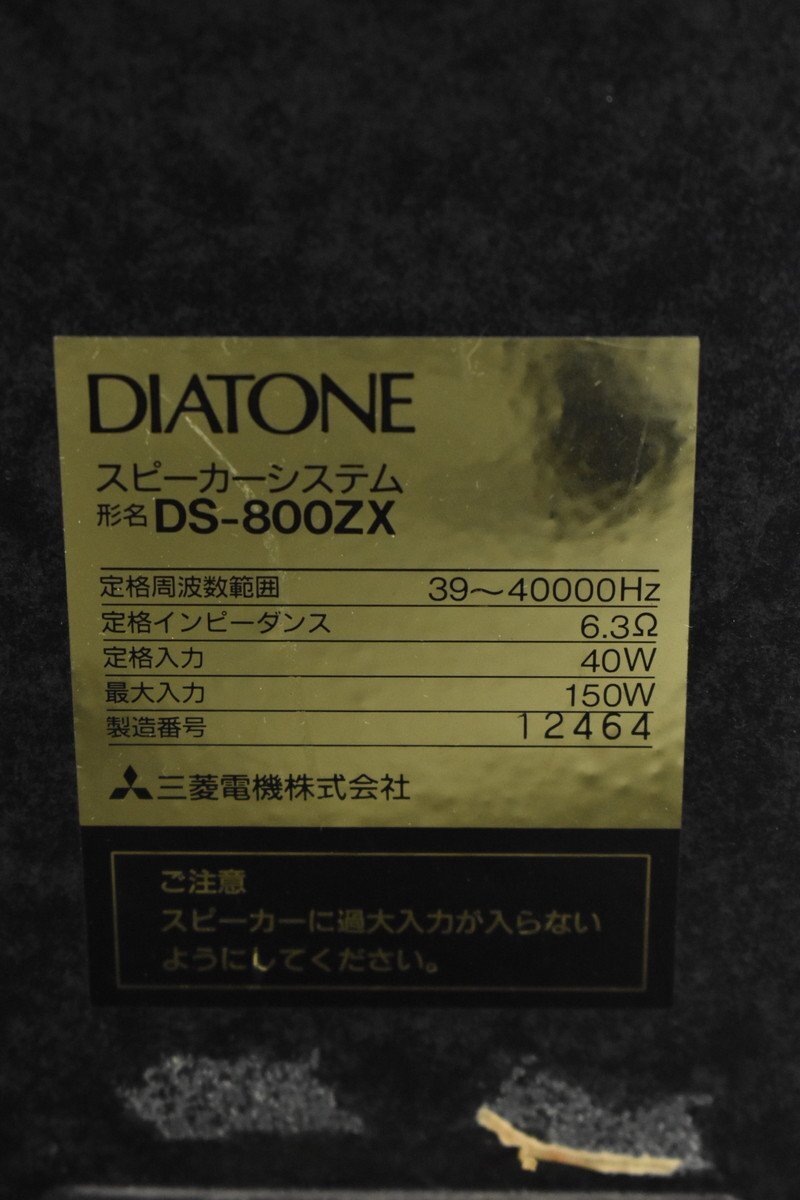 DIATONE
スピーカーシステム
形名 DS-800ZX
定格周波数範囲 39〜40000Hz
定格インピーダンス 6.3Ω
定格入力 40W
最大入力 150W
製造番号 12464
三菱電機株式会社
ご注意
スピーカーに過大入力が入らない
ようにしてください。